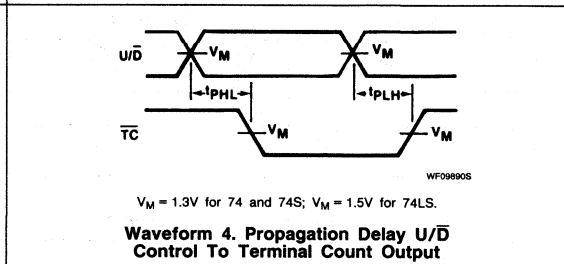 U/D̅
VM
VM
tPHL
tPLH
T̅C̅
VM
VM
WF09890S
VM = 1.3V for 74 and 74S; VM = 1.5V for 74LS.
Waveform 4. Propagation Delay U/D̅
Control To Terminal Count Output